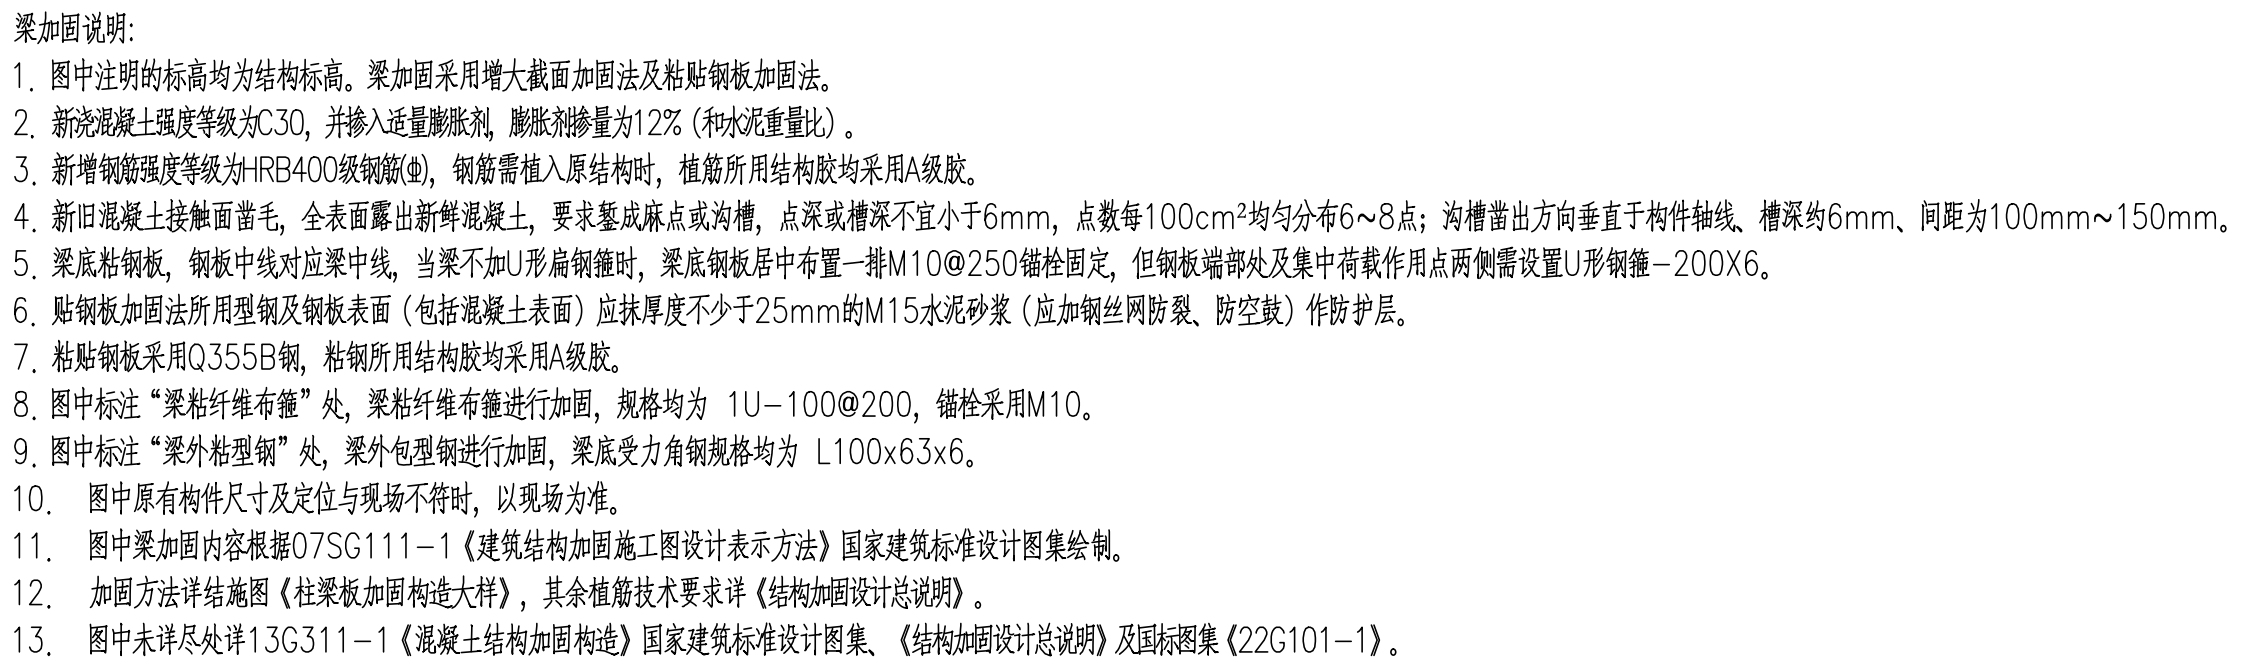 梁加固说明:
1. 图中注明的标高均为结构标高。梁加固采用增大截面加固法及粘贴钢板加固法。
2. 新浇混凝土强度等级为C30，并掺入适量膨胀剂，膨胀剂掺量为12%（和水泥重量比）。
3. 新增钢筋强度等级为HRB400级钢筋(Φ)，钢筋需植入原结构时，植筋所用结构胶均采用A级胶。
4. 新旧混凝土接触面凿毛，全表面露出新鲜混凝土，要求錾成麻点或沟槽，点深或槽深不宜小于6mm，点数每100cm²均匀分布6~8点；沟槽凿出方向垂直于构件轴线、槽深约6mm、间距为100mm~150mm。
5. 梁底粘钢板，钢板中线对应梁中线，当梁不加U形扁钢箍时，梁底钢板居中布置一排M10@250锚栓固定，但钢板端部处及集中荷载作用点两侧需设置U形钢箍-200X6。
6. 贴钢板加固法所用型钢及钢板表面（包括混凝土表面）应抹厚度不少于25mm的M15水泥砂浆（应加钢丝网防裂、防空鼓）作防护层。
7. 粘贴钢板采用Q355B钢，粘钢所用结构胶均采用A级胶。
8. 图中标注“梁粘纤维布箍”处，梁粘纤维布箍进行加固，规格均为 1U-100@200，锚栓采用M10。
9. 图中标注“梁外粘型钢”处，梁外包型钢进行加固，梁底受力角钢规格均为 L100x63x6。
10. 图中原有构件尺寸及定位与现场不符时，以现场为准。
11. 图中梁加固内容根据07SG111-1《建筑结构加固施工图设计表示方法》国家建筑标准设计图集绘制。
12. 加固方法详结施图《柱梁板加固构造大样》，其余植筋技术要求详《结构加固设计总说明》。
13. 图中未详尽处详13G311-1《混凝土结构加固构造》国家建筑标准设计图集、《结构加固设计总说明》及国标图集《22G101-1》。